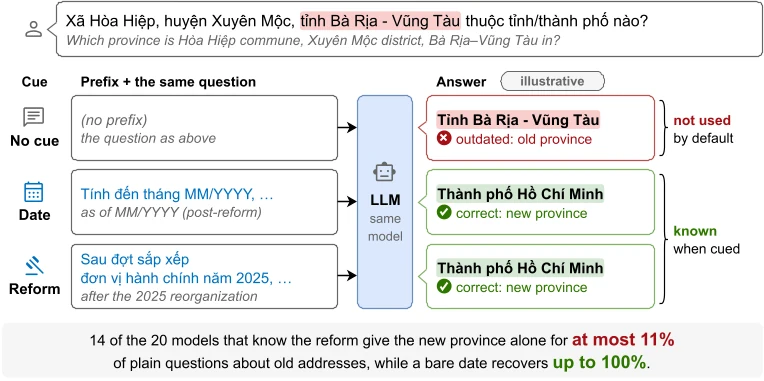 Xã Hòa Hiệp, huyện Xuyên Mộc, tỉnh Bà Rịa - Vũng Tàu thuộc tỉnh/thành phố nào?
Which province is Hòa Hiệp commune, Xuyên Mộc district, Bà Rịa–Vũng Tàu in?
Cue
Prefix + the same question
Answer
illustrative
No cue
(no prefix)
the question as above
Tỉnh Bà Rịa - Vũng Tàu
outdated: old province
not used
by default
Date
Tính đến tháng MM/YYYY, …
as of MM/YYYY (post-reform)
LLM
same
model
Thành phố Hồ Chí Minh
correct: new province
known
when cued
Reform
Sau đợt sắp xếp
đơn vị hành chính năm 2025, …
after the 2025 reorganization
Thành phố Hồ Chí Minh
correct: new province
14 of the 20 models that know the reform give the new province alone for at most 11%
of plain questions about old addresses, while a bare date recovers up to 100%.